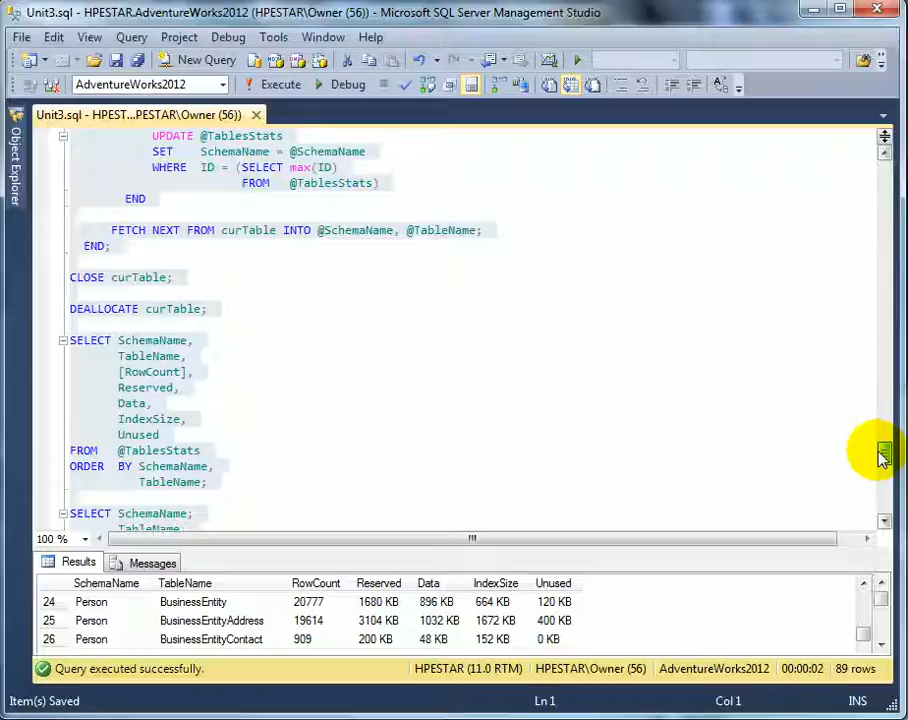 Unit3.sql - HPESTAR.AdventureWorks2012 (HPESTAR\Owner (56)) - Microsoft SQL Server Management Studio
File Edit View Query Project Debug Tools Window Help
New Query
AdventureWorks2012 Execute Debug
Unit3.sql - HPEST...PESTAR\Owner (56))
Object Explorer
UPDATE @TablesStats
SET SchemaName = @SchemaName
WHERE ID = (SELECT max(ID)
FROM @TablesStats)
END
FETCH NEXT FROM curTable INTO @SchemaName, @TableName;
END;
CLOSE curTable;
DEALLOCATE curTable;
SELECT SchemaName,
TableName,
[RowCount],
Reserved,
Data,
IndexSize,
Unused
FROM @TablesStats
ORDER BY SchemaName,
TableName;
SELECT SchemaName,
TableName,
100 %
Results Messages
SchemaName TableName RowCount Reserved Data IndexSize Unused
24 Person BusinessEntity 20777 1680 KB 896 KB 664 KB 120 KB
25 Person BusinessEntityAddress 19614 3104 KB 1032 KB 1672 KB 400 KB
26 Person BusinessEntityContact 909 200 KB 48 KB 152 KB 0 KB
Query executed successfully. HPESTAR (11.0 RTM) HPESTAR\Owner (56) AdventureWorks2012 00:00:02 89 rows
Item(s) Saved Ln 1 Col 1 INS